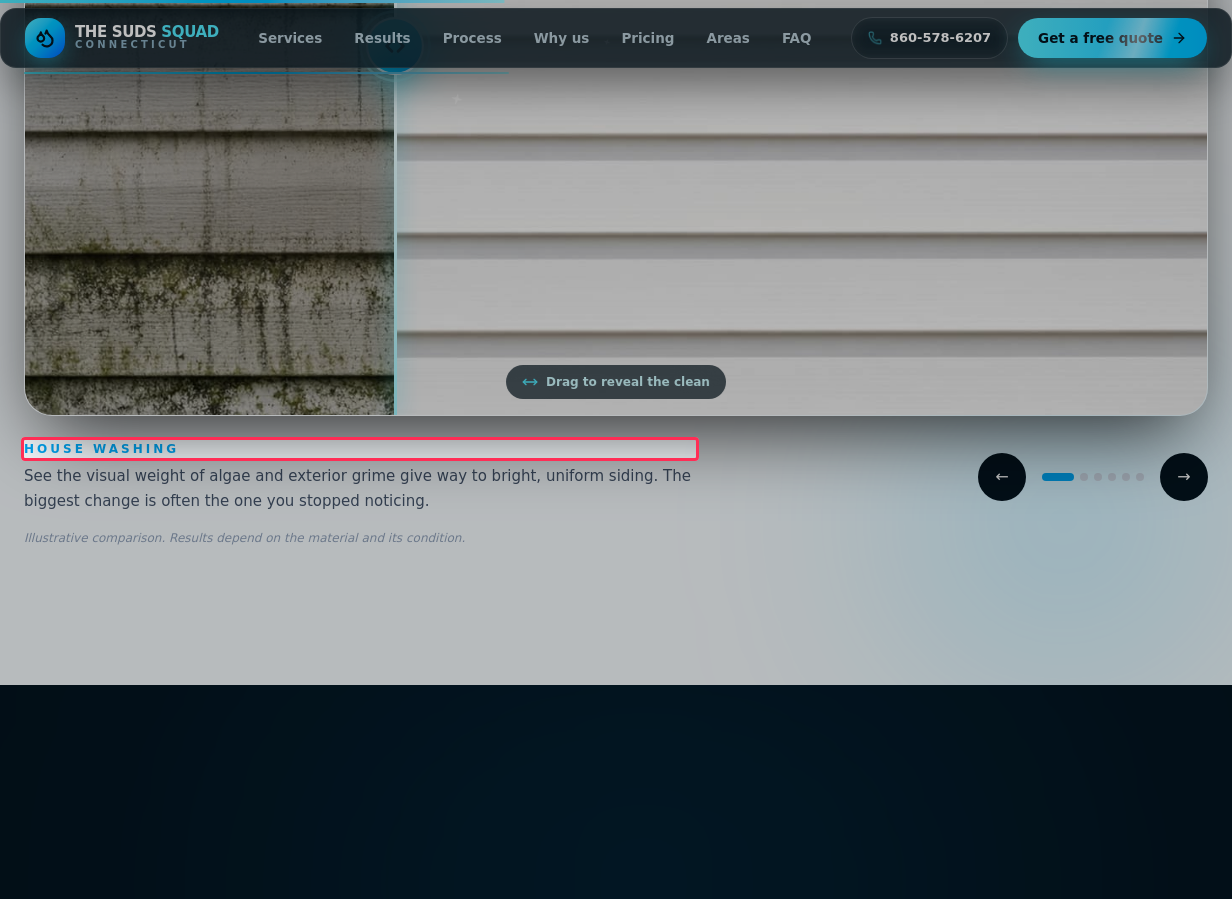 THE SUDS SQUAD
CONNECTICUT
Services
Results
Process
Why us
Pricing
Areas
FAQ
860-578-6207
Get a free quote →
Drag to reveal the clean
HOUSE WASHING
See the visual weight of algae and exterior grime give way to bright, uniform siding. The
biggest change is often the one you stopped noticing.
Illustrative comparison. Results depend on the material and its condition.